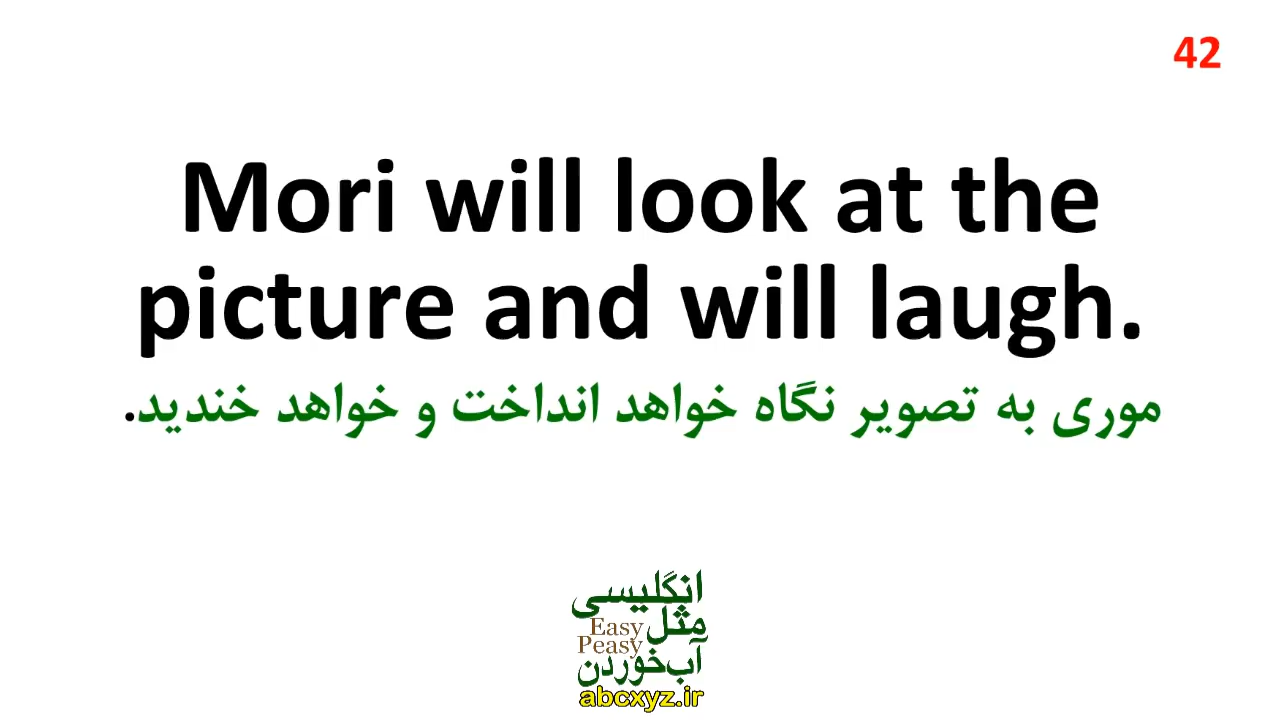 42
Mori will look at the
picture and will laugh.
موری به تصویر نگاه خواهد انداخت و خواهد خندید.
انگلیسی
مثل
Easy
Peasy
آب‌خوردن
abcxyz.ir